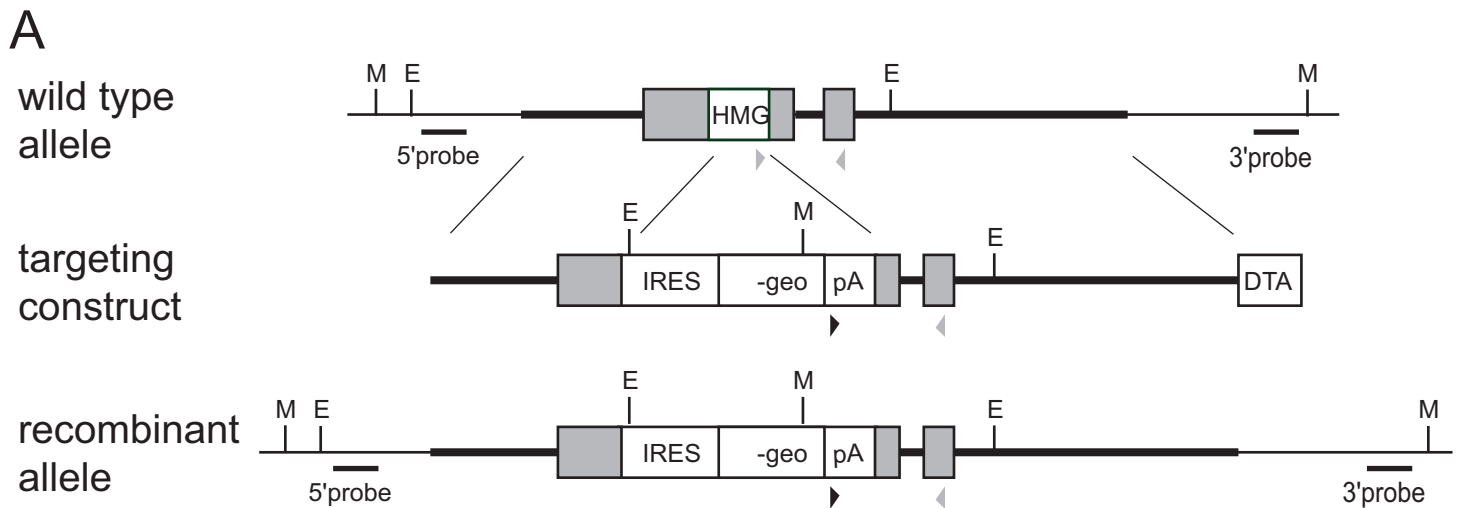 A
wild type
allele
M E E M
HMG
5'probe 3'probe
targeting
construct
E M E
IRES -geo pA DTA
recombinant
allele
M E E M E M
IRES -geo pA
5'probe 3'probe